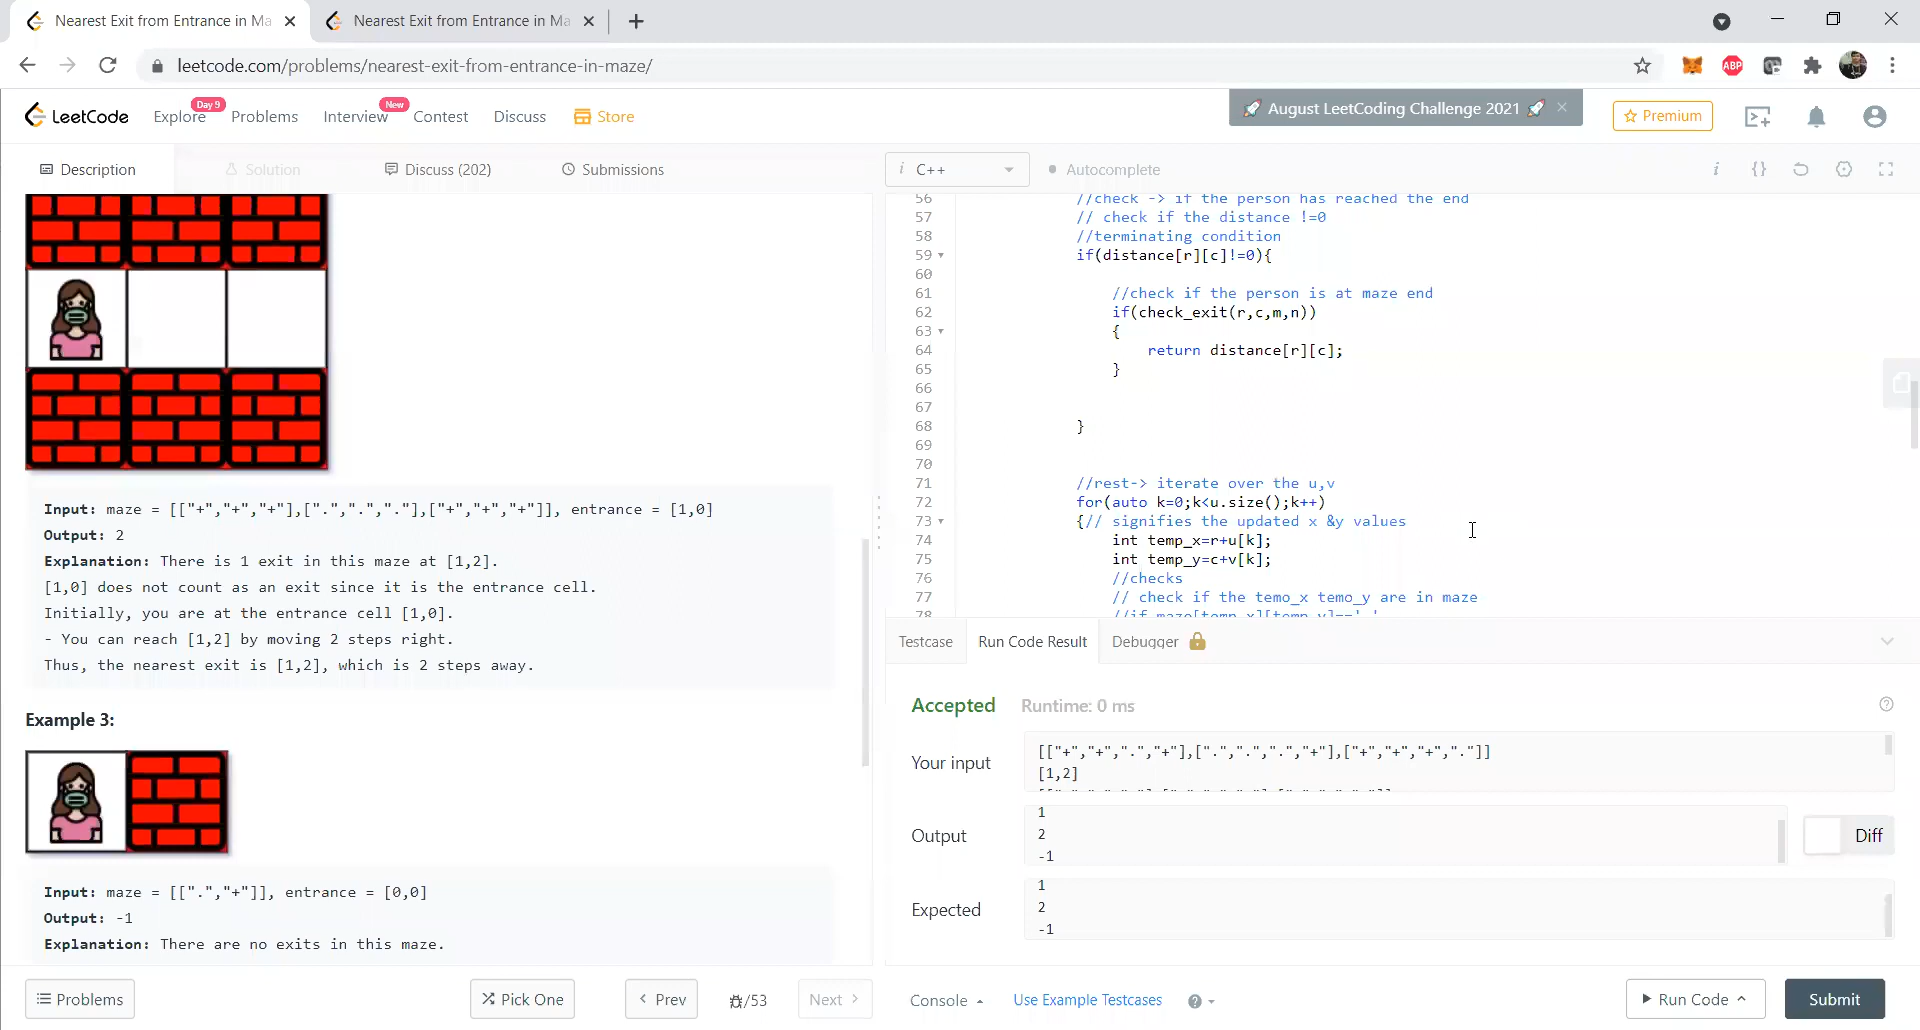 Nearest Exit from Entrance in Ma
Nearest Exit from Entrance in Ma
leetcode.com/problems/nearest-exit-from-entrance-in-maze/
ABP
LeetCode
Explore
Day 9
Problems
Interview
New
Contest
Discuss
Store
🚀 August LeetCoding Challenge 2021 🚀
Premium
Description
Solution
Discuss (202)
Submissions
i C++
Autocomplete
Input: maze = [["+","+","+"],[".",".","."],["+","+","+"]], entrance = [1,0]
Output: 2
Explanation: There is 1 exit in this maze at [1,2].
[1,0] does not count as an exit since it is the entrance cell.
Initially, you are at the entrance cell [1,0].
- You can reach [1,2] by moving 2 steps right.
Thus, the nearest exit is [1,2], which is 2 steps away.
Example 3:
Input: maze = [[".","+"]], entrance = [0,0]
Output: -1
Explanation: There are no exits in this maze.
56 //check -> if the person has reached the end
57 // check if the distance !=0
58 //terminating condition
59 if(distance[r][c]!=0){
60
61 //check if the person is at maze end
62 if(check_exit(r,c,m,n))
63 {
64 return distance[r][c];
65 }
66
67
68 }
69
70
71 //rest-> iterate over the u,v
72 for(auto k=0;k<u.size();k++)
73 {// signifies the updated x &y values
74 int temp_x=r+u[k];
75 int temp_y=c+v[k];
76 //checks
77 // check if the temo_x temo_y are in maze
78 //if maze[temp_x][temp_y]=='.'
Testcase
Run Code Result
Debugger
Accepted
Runtime: 0 ms
Your input
[["+","+",".","+"],[".",".",".","+"],["+","+","+","."]]
[1,2]
Output
1
2
-1
Diff
Expected
1
2
-1
Problems
Pick One
Prev
/53
Next
Console
Use Example Testcases
Run Code
Submit